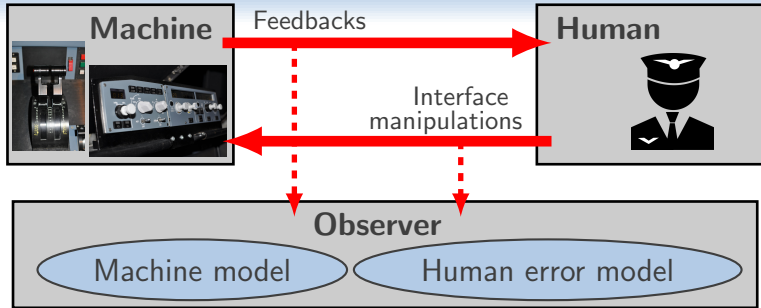 Machine
Feedbacks
Human
Interface
manipulations
Observer
Machine model
Human error model